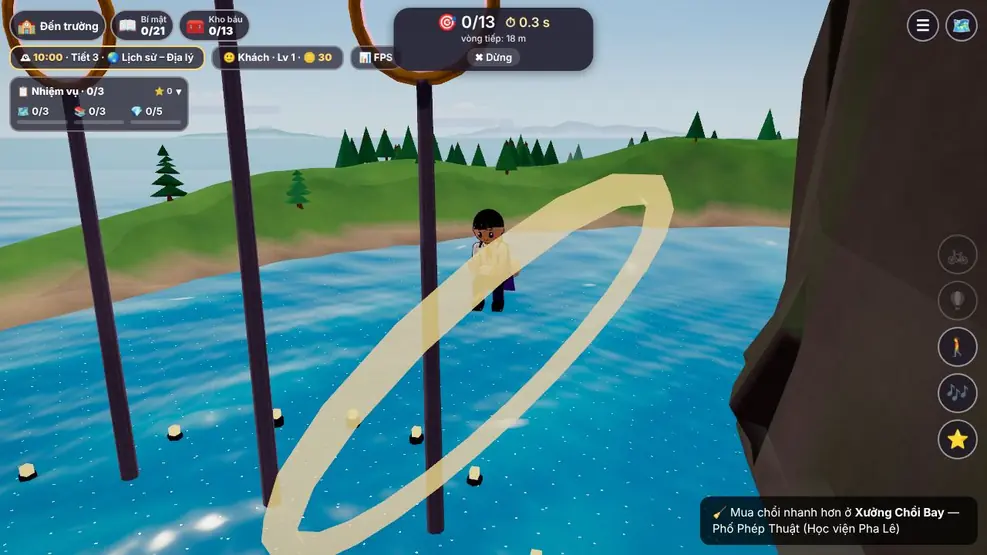 Đến trường
Bí mật
0/21
Kho báu
0/13
0/13
0.3 s
vòng tiếp: 18 m
✖ Dừng
10:00 · Tiết 3 · Lịch sử – Địa lý
Khách · Lv 1 · 30
FPS
Nhiệm vụ · 0/3
0
0/3
0/3
0/5
Mua chổi nhanh hơn ở Xưởng Chổi Bay —
Phố Phép Thuật (Học viện Pha Lê)